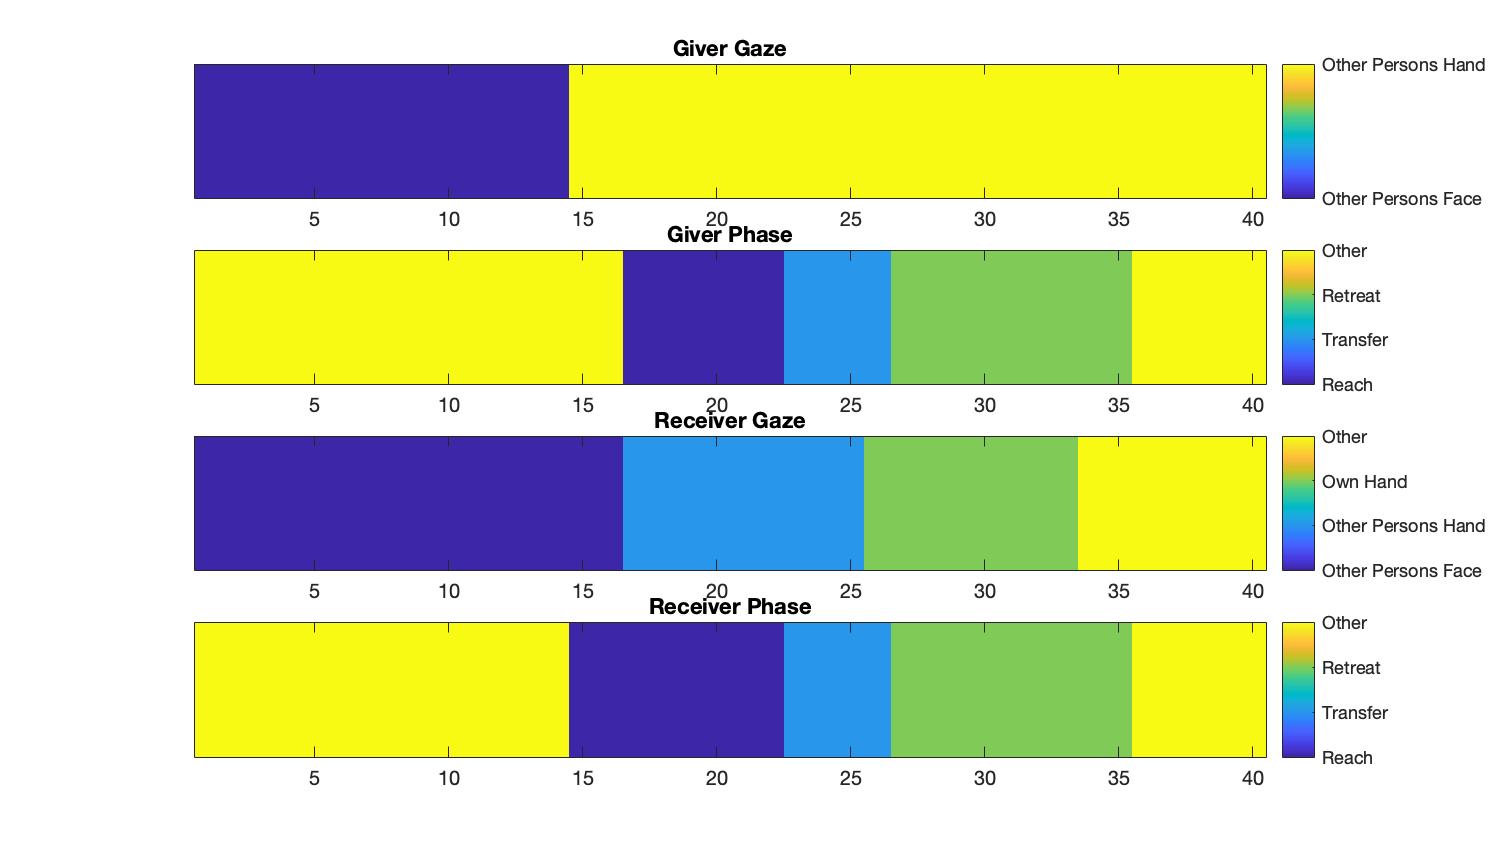 Giver Gaze
Other Persons Hand
Other Persons Face
5 10 15 20 25 30 35 40
Giver Phase
Other
Retreat
Transfer
Reach
5 10 15 20 25 30 35 40
Receiver Gaze
Other
Own Hand
Other Persons Hand
Other Persons Face
5 10 15 20 25 30 35 40
Receiver Phase
Other
Retreat
Transfer
Reach
5 10 15 20 25 30 35 40